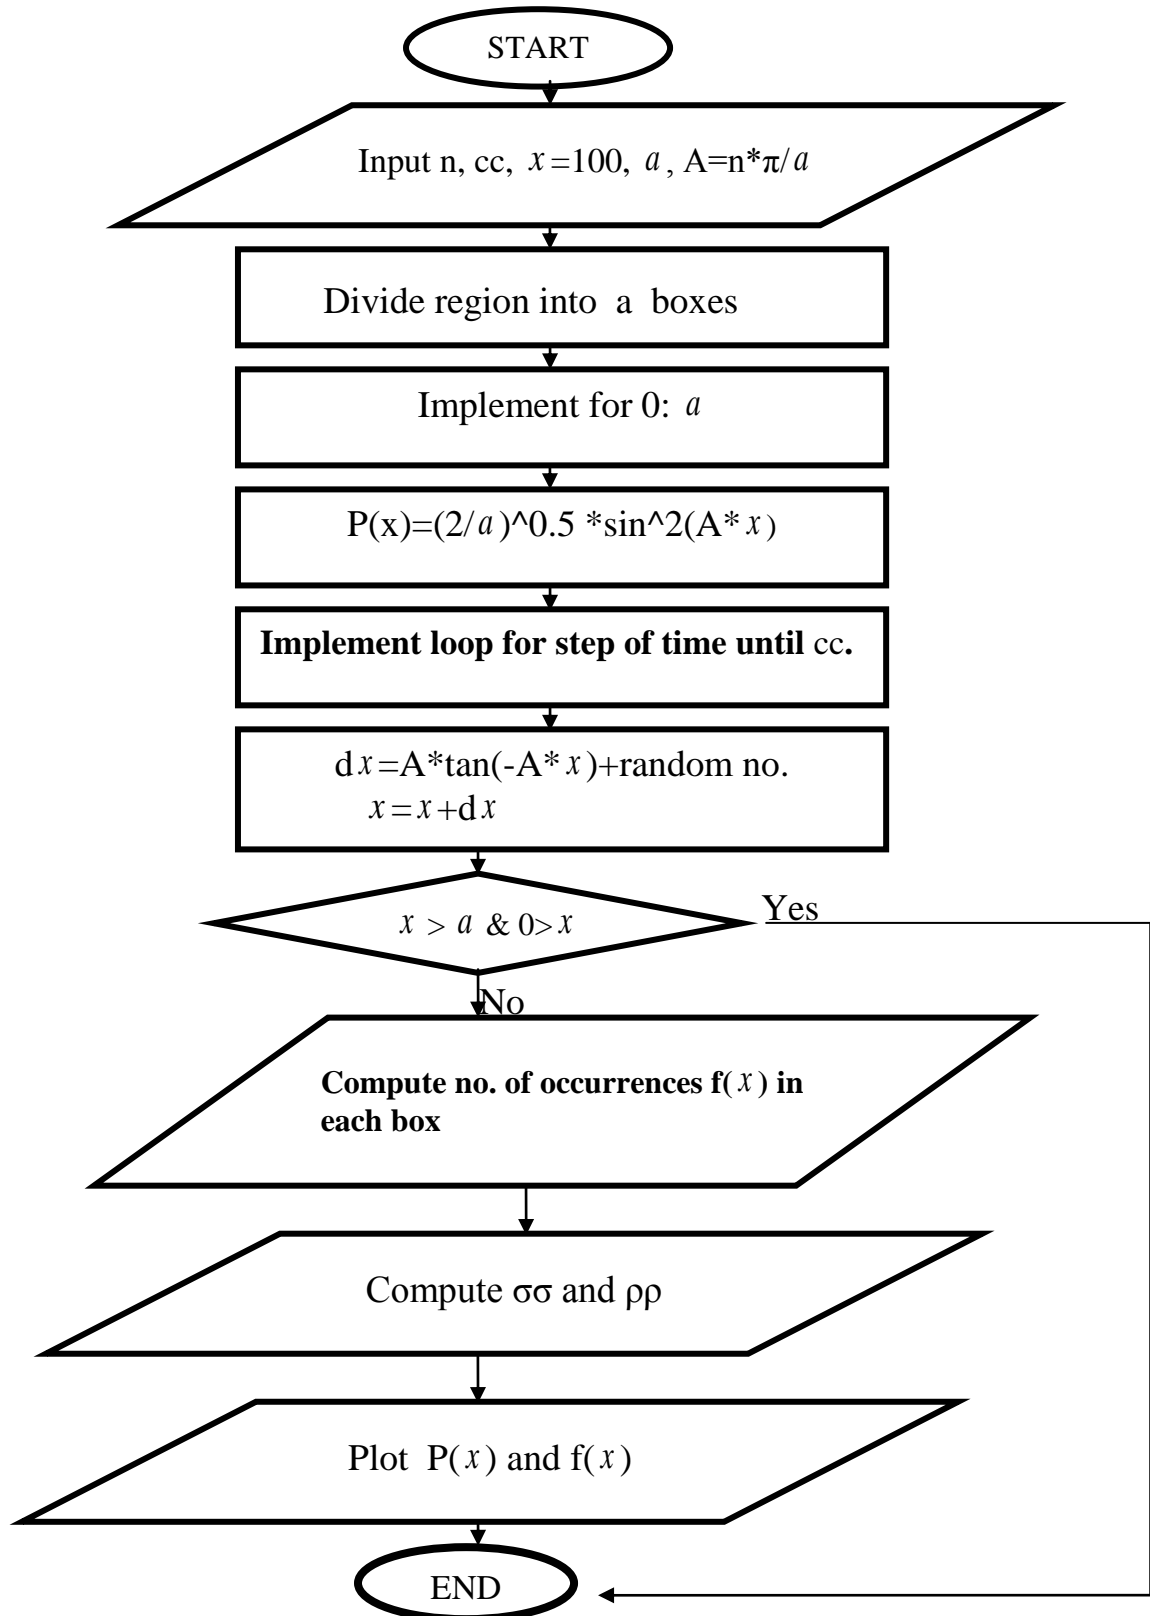 START
Input n, cc, x=100, a, A=n*π/a
Divide region into a boxes
Implement for 0: a
P(x)=(2/a)^0.5 *sin^2(A*x)
Implement loop for step of time until cc.
dx=A*tan(-A*x)+random no.
x=x+dx
x > a & 0>x
Yes
No
Compute no. of occurrences f(x) in
each box
Compute σσ and ρρ
Plot P(x) and f(x)
END